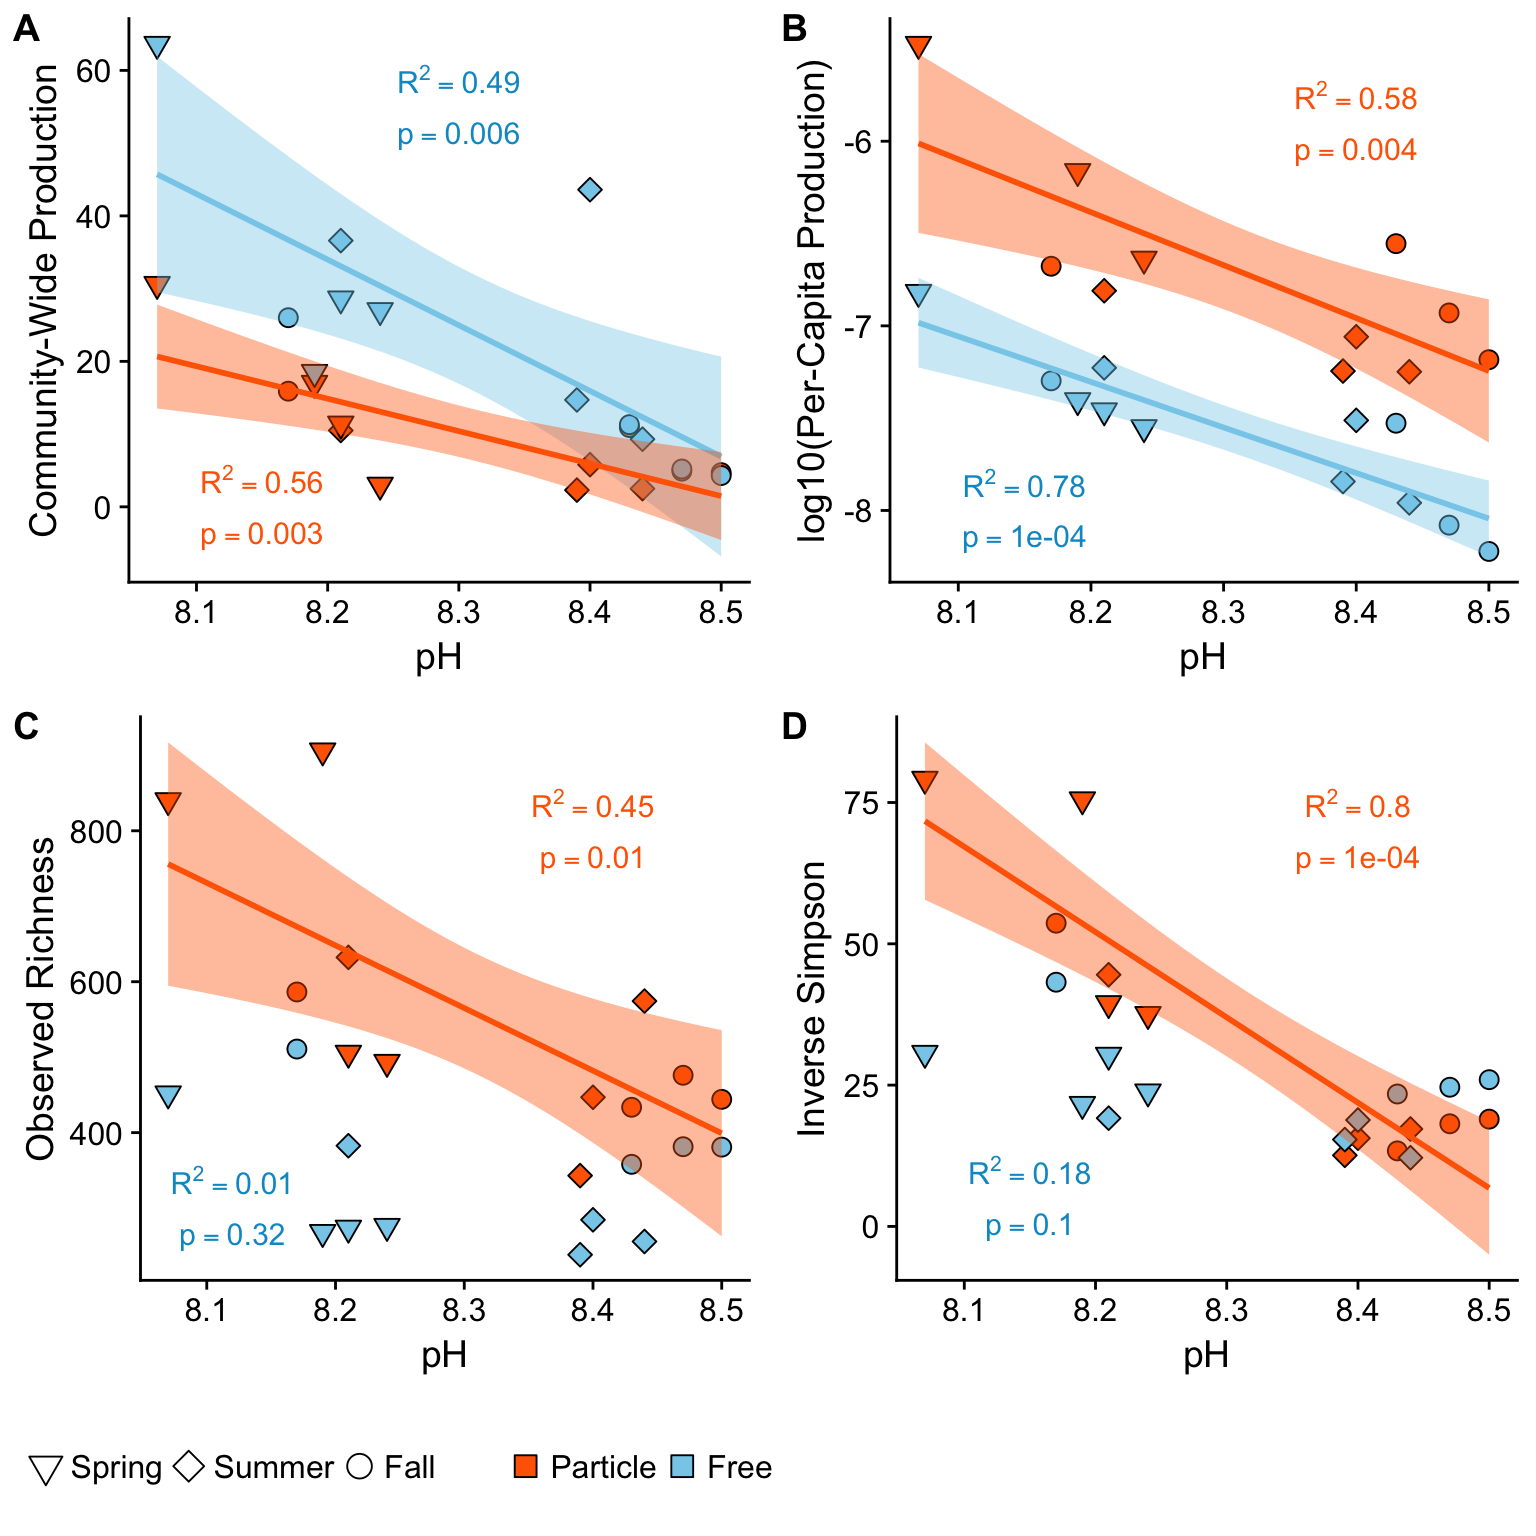 A
Community-Wide Production
60
40
20
0
R² = 0.49
p = 0.006
R² = 0.56
p = 0.003
8.1 8.2 8.3 8.4 8.5
pH
B
log10(Per-Capita Production)
-6
-7
-8
R² = 0.58
p = 0.004
R² = 0.78
p = 1e-04
8.1 8.2 8.3 8.4 8.5
pH
C
Observed Richness
800
600
400
R² = 0.45
p = 0.01
R² = 0.01
p = 0.32
8.1 8.2 8.3 8.4 8.5
pH
D
Inverse Simpson
75
50
25
0
R² = 0.8
p = 1e-04
R² = 0.18
p = 0.1
8.1 8.2 8.3 8.4 8.5
pH
Spring Summer Fall Particle Free